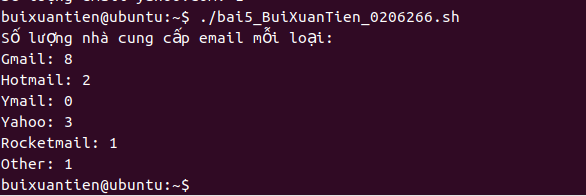 buixuantien@ubuntu:~$ ./bai5_BuiXuanTien_0206266.sh
Số lượng nhà cung cấp email mỗi loại:
Gmail: 8
Hotmail: 2
Ymail: 0
Yahoo: 3
Rocketmail: 1
Other: 1
buixuantien@ubuntu:~$